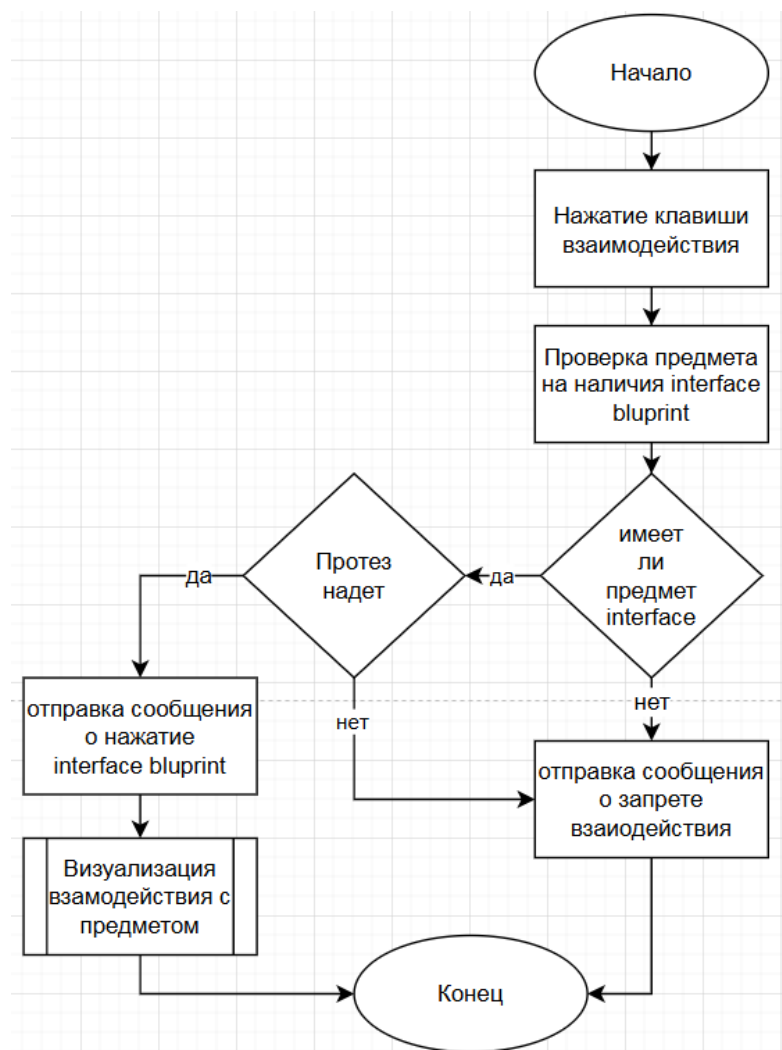 Начало
Нажатие клавиши
взаимодействия
Проверка предмета
на наличия interface
bluprint
имеет
ли
предмет
interface
да
Протез
надет
да
нет
нет
отправка сообщения
о нажатие
interface bluprint
отправка сообщения
о запрете
взаиодействия
Визуализация
взамодействия с
предметом
Конец